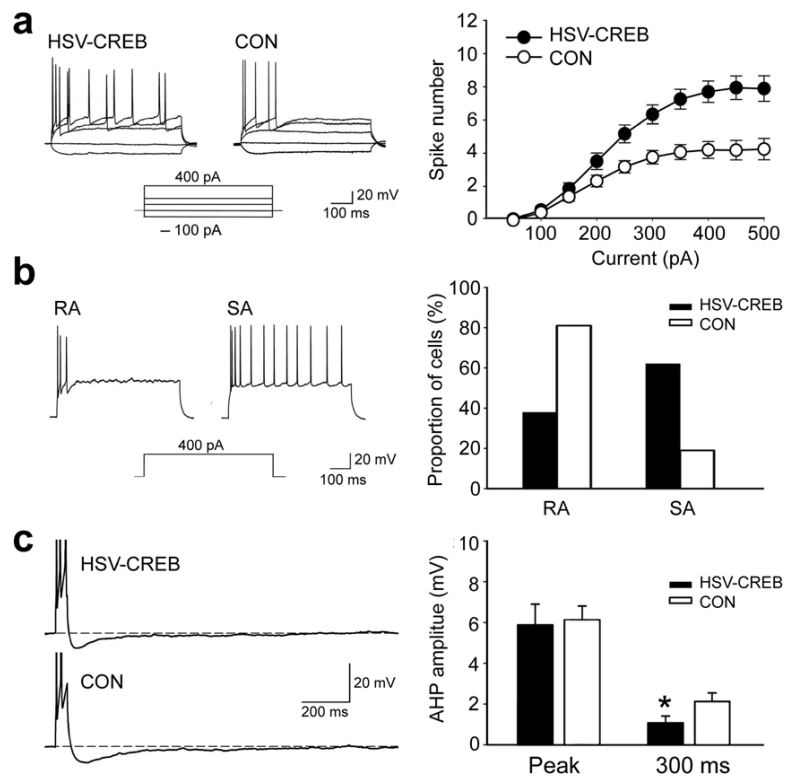 a
HSV-CREB
CON
400 pA
– 100 pA
20 mV
100 ms
HSV-CREB
CON
Spike number
12
10
8
6
4
2
0
100
200
300
400
500
Current (pA)
b
RA
SA
400 pA
20 mV
100 ms
HSV-CREB
CON
Proportion of cells (%)
100
80
60
40
20
0
RA
SA
c
HSV-CREB
CON
20 mV
200 ms
HSV-CREB
CON
AHP amplitue (mV)
10
8
6
4
2
0
*
Peak
300 ms